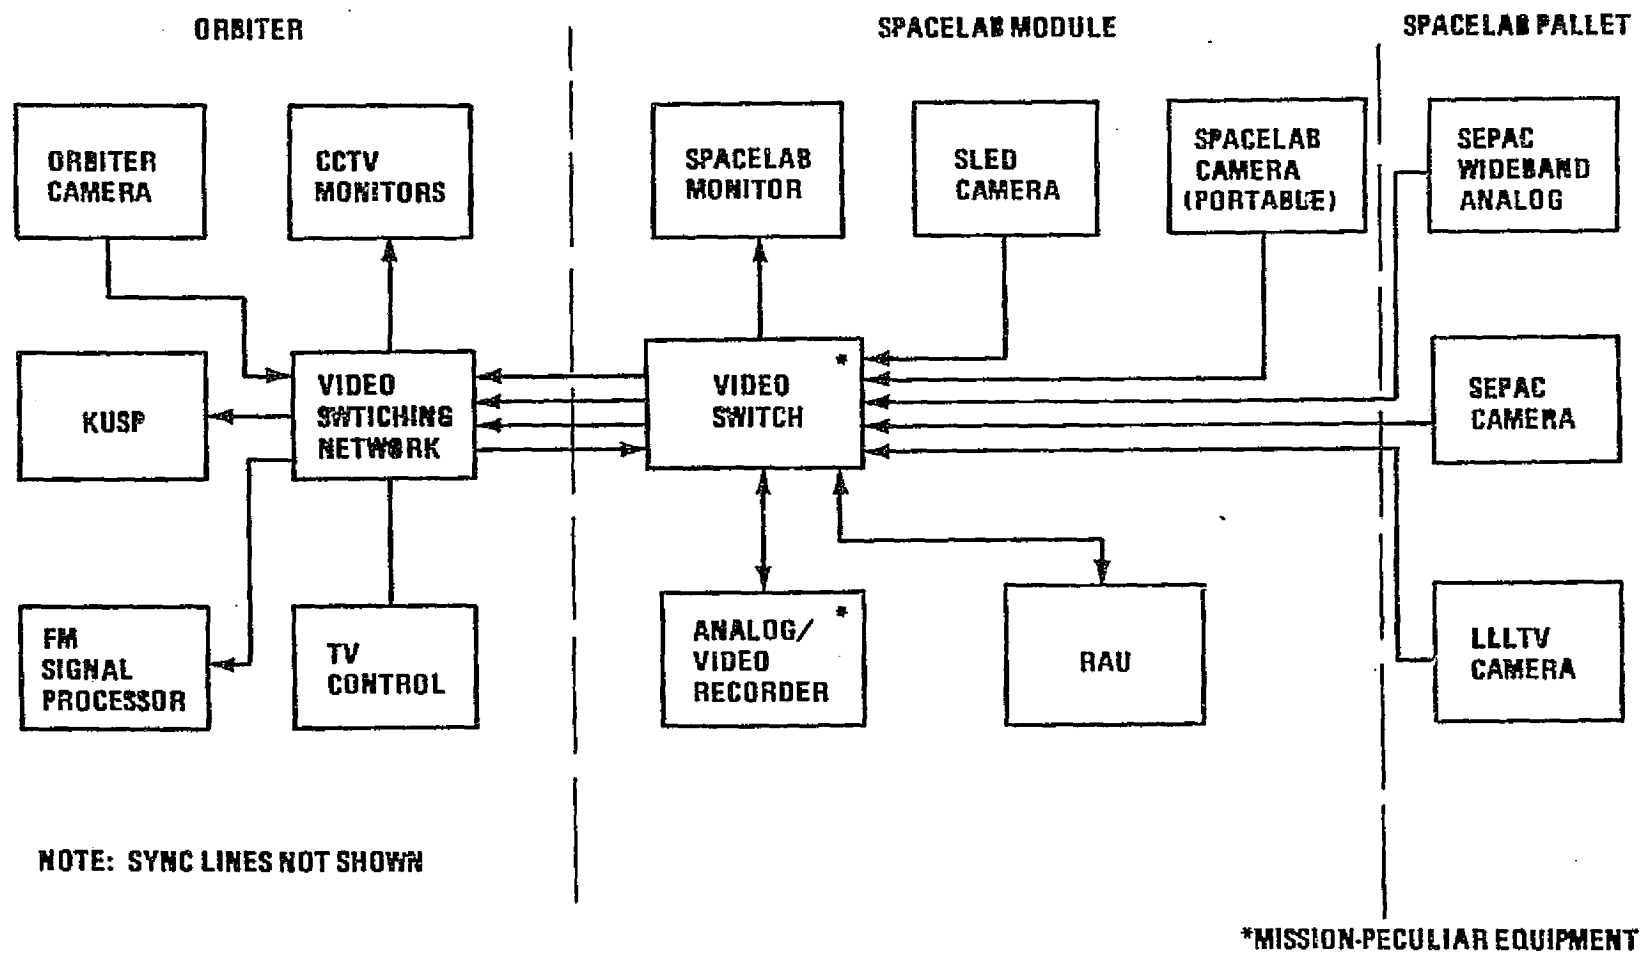 ORBITER
SPACELAB MODULE
SPACELAB PALLET
ORBITER
CAMERA
CCTV
MONITORS
SPACELAB
MONITOR
SLED
CAMERA
SPACELAB
CAMERA
(PORTABLE)
SEPAC
WIDEBAND
ANALOG
KUSP
VIDEO
SWTICHING
NETWORK
*
VIDEO
SWITCH
SEPAC
CAMERA
FM
SIGNAL
PROCESSOR
TV
CONTROL
*
ANALOG/
VIDEO
RECORDER
RAU
LLLTV
CAMERA
NOTE: SYNC LINES NOT SHOWN
*MISSION-PECULIAR EQUIPMENT